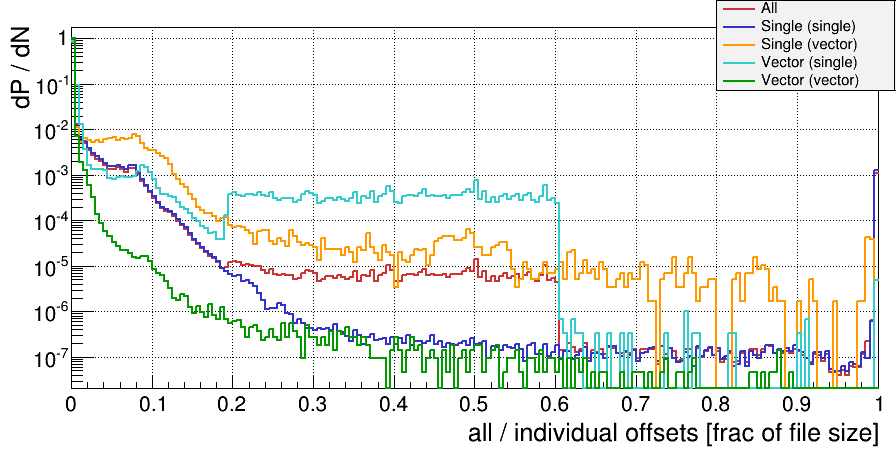 All
Single (single)
Single (vector)
Vector (single)
Vector (vector)
dP / dN
1
10^-1
10^-2
10^-3
10^-4
10^-5
10^-6
10^-7
0 0.1 0.2 0.3 0.4 0.5 0.6 0.7 0.8 0.9 1
all / individual offsets [frac of file size]